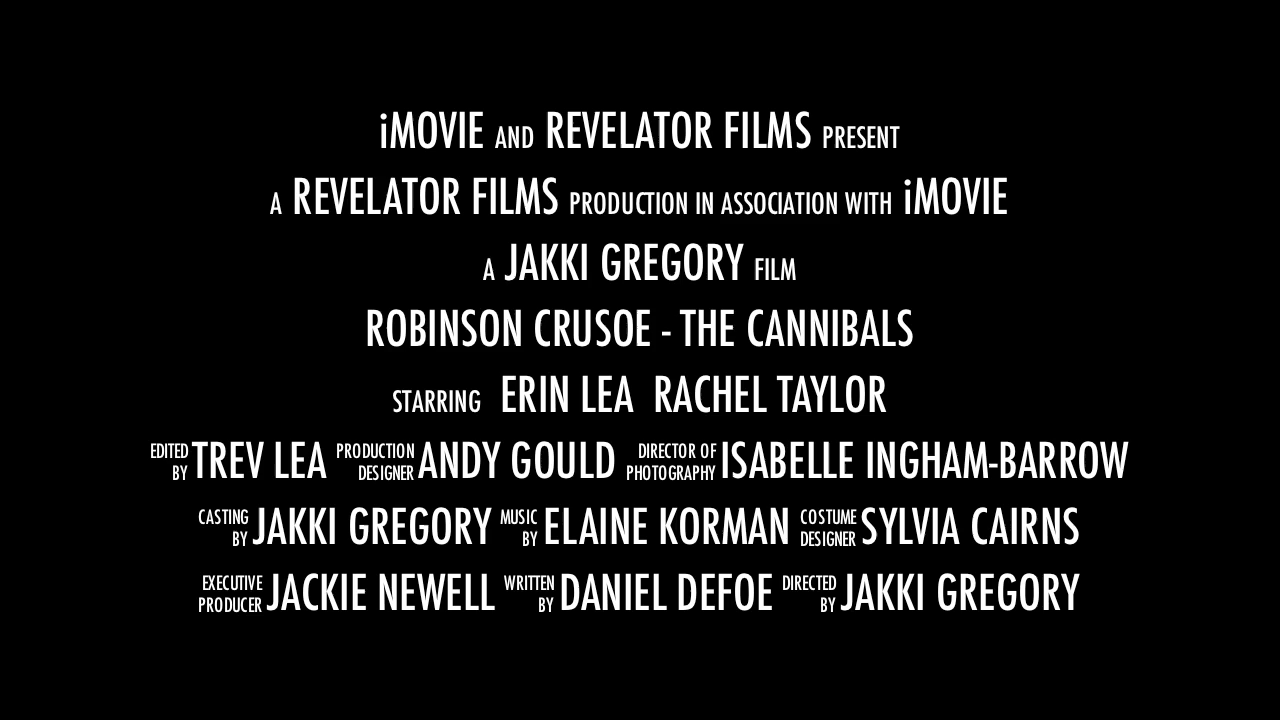 iMOVIE AND REVELATOR FILMS PRESENT
A REVELATOR FILMS PRODUCTION IN ASSOCIATION WITH iMOVIE
A JAKKI GREGORY FILM
ROBINSON CRUSOE - THE CANNIBALS
STARRING ERIN LEA RACHEL TAYLOR
EDITED BY TREV LEA PRODUCTION DESIGNER ANDY GOULD DIRECTOR OF PHOTOGRAPHY ISABELLE INGHAM-BARROW
CASTING BY JAKKI GREGORY MUSIC BY ELAINE KORMAN COSTUME DESIGNER SYLVIA CAIRNS
EXECUTIVE PRODUCER JACKIE NEWELL WRITTEN BY DANIEL DEFOE DIRECTED BY JAKKI GREGORY